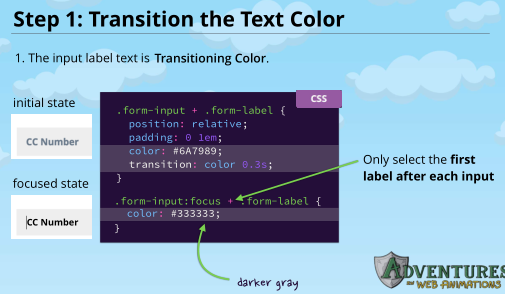 Step 1: Transition the Text Color
1. The input label text is Transitioning Color.
initial state
CC Number
focused state
CC Number
CSS
.form-input + .form-label {
position: relative;
padding: 0 1em;
color: #6A7989;
transition: color 0.3s;
}
.form-input:focus + .form-label {
color: #333333;
}
Only select the first
label after each input
darker gray
ADVENTURES
IN WEB ANIMATIONS